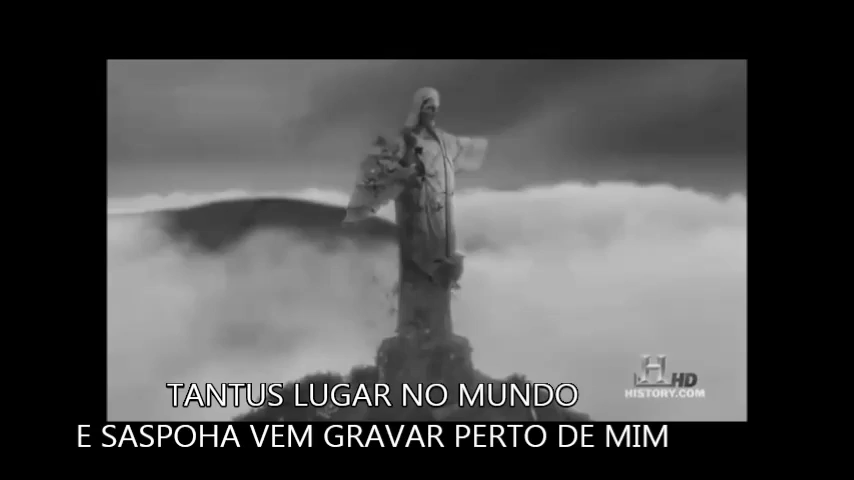 H HD
HISTORY.COM
TANTUS LUGAR NO MUNDO
E SASPOHA VEM GRAVAR PERTO DE MIM